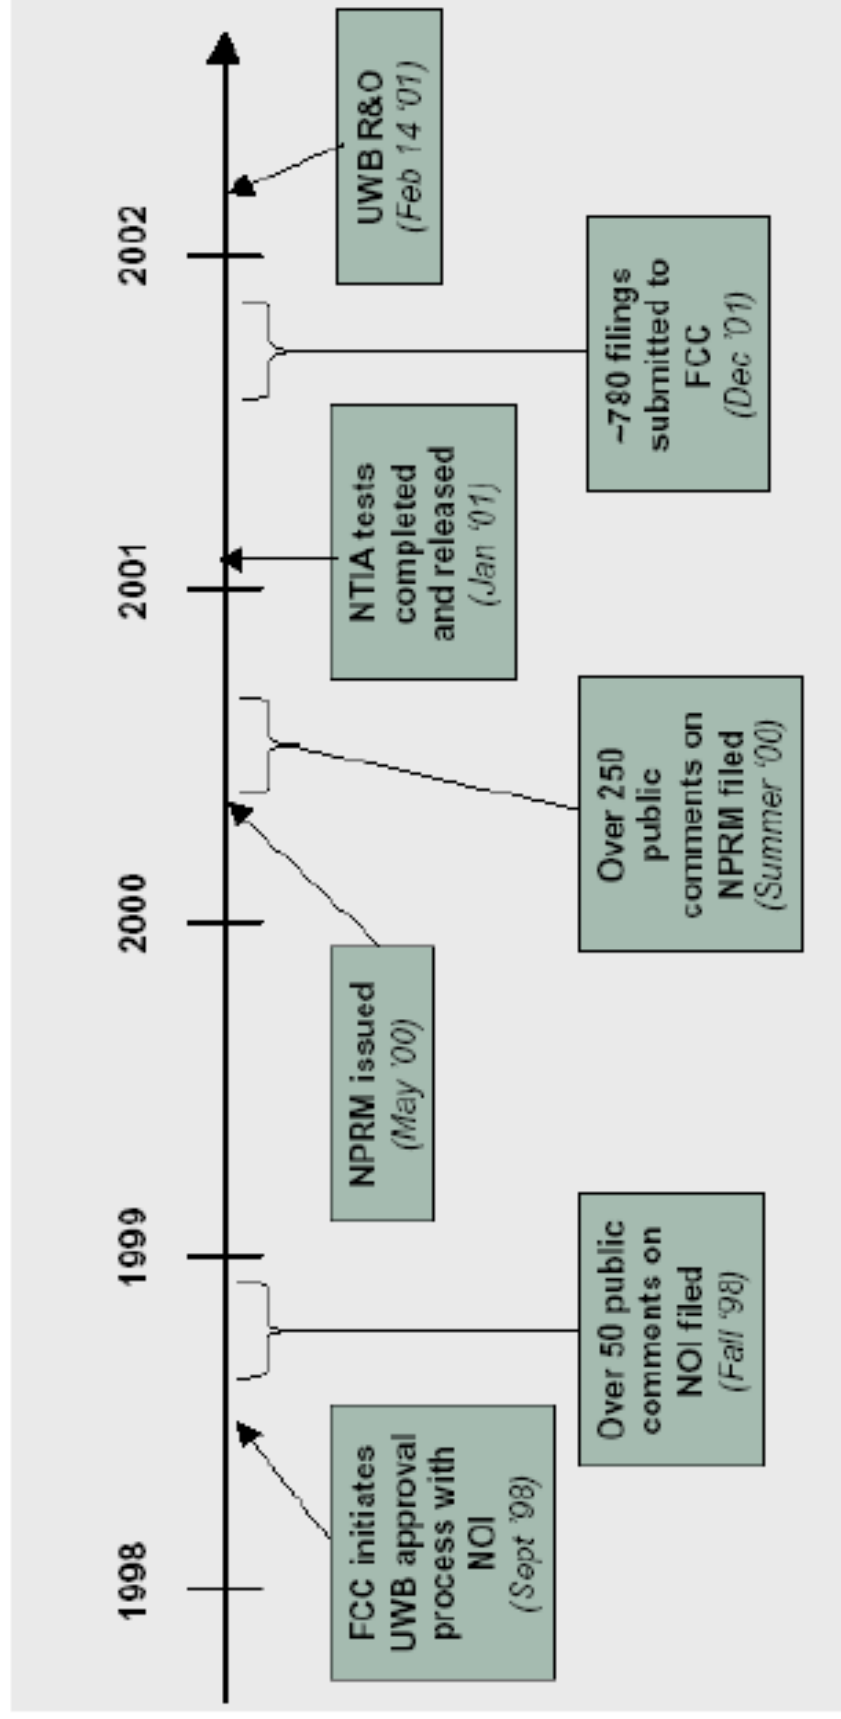 1998
1999
2000
2001
2002
FCC initiates
UWB approval
process with
NOI
(Sept '98)
Over 50 public
comments on
NOI filed
(Fall '98)
NPRM issued
(May '00)
Over 250
public
comments on
NPRM filed
(Summer '00)
NTIA tests
completed
and released
(Jan '01)
~780 filings
submitted to
FCC
(Dec '01)
UWB R&O
(Feb 14 '01)